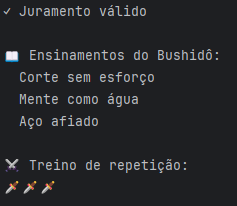 ✓ Juramento válido
📖 Ensinamentos do Bushidô:
Corte sem esforço
Mente como água
Aço afiado
⚔️ Treino de repetição:
🗡️🗡️🗡️